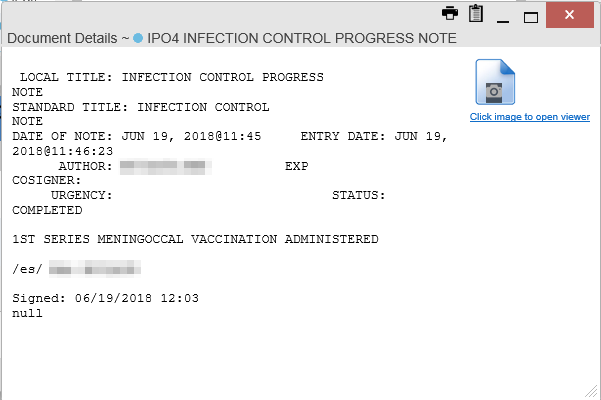 Document Details ~ IPO4 INFECTION CONTROL PROGRESS NOTE
LOCAL TITLE: INFECTION CONTROL PROGRESS
NOTE
STANDARD TITLE: INFECTION CONTROL
NOTE
DATE OF NOTE: JUN 19, 2018@11:45 ENTRY DATE: JUN 19,
2018@11:46:23
AUTHOR: EXP
COSIGNER:
URGENCY: STATUS:
COMPLETED
1ST SERIES MENINGOCCAL VACCINATION ADMINISTERED
/es/
Signed: 06/19/2018 12:03
null
Click image to open viewer